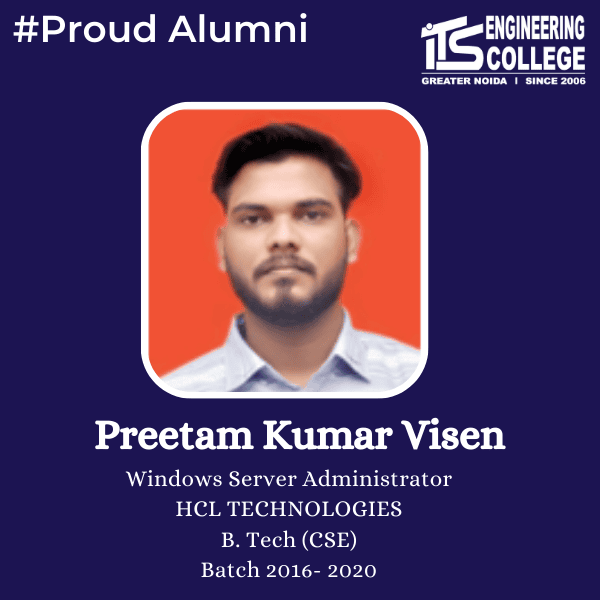 #Proud Alumni
ITS ENGINEERING
COLLEGE
GREATER NOIDA | SINCE 2006
Preetam Kumar Visen
Windows Server Administrator
HCL TECHNOLOGIES
B. Tech (CSE)
Batch 2016- 2020